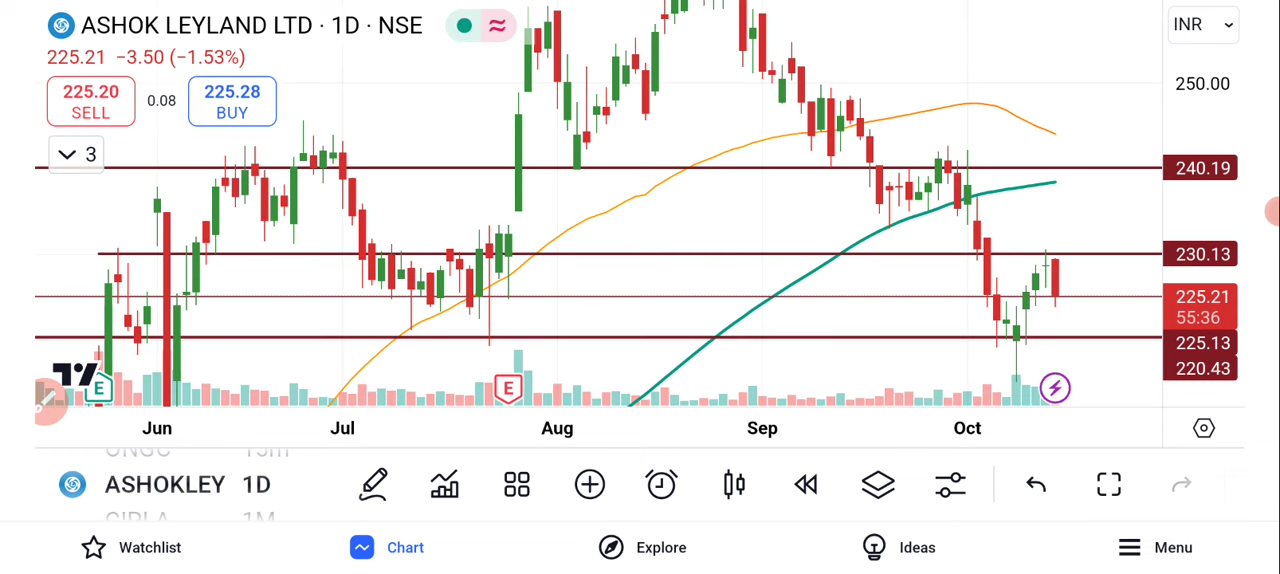 ASHOK LEYLAND LTD · 1D · NSE
INR
225.21 −3.50 (−1.53%)
225.20
SELL
0.08
225.28
BUY
250.00
3
240.19
230.13
225.21
55:36
225.13
220.43
E
E
Jun Jul Aug Sep Oct
ASHOKLEY 1D
Watchlist
Chart
Explore
Ideas
Menu